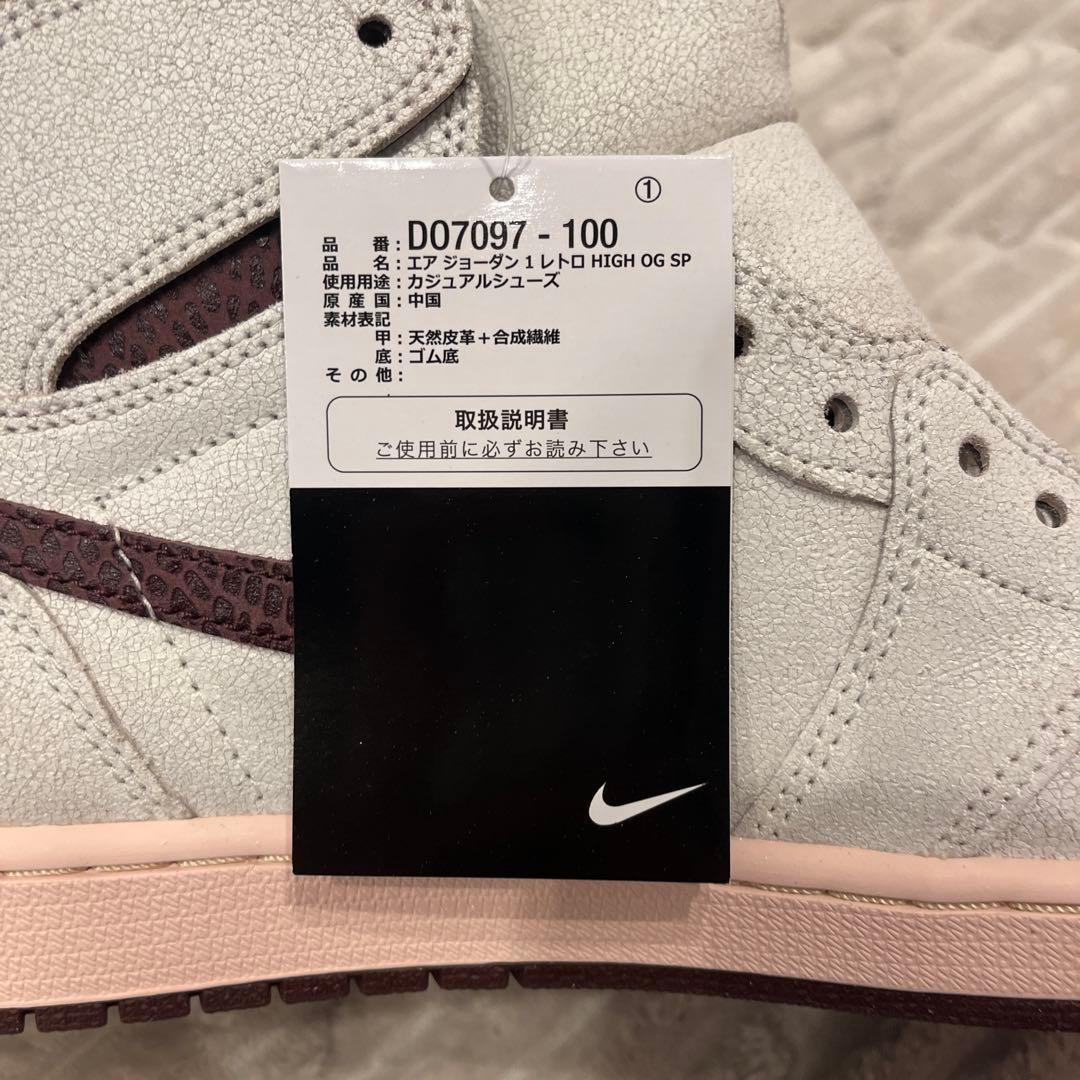 ①
品 番：DO7097 - 100
品 名：エア ジョーダン 1 レトロ HIGH OG SP
使用用途：カジュアルシューズ
原 産 国：中国
素材表記
甲：天然皮革＋合成繊維
底：ゴム底
そ の 他：
取扱説明書
ご使用前に必ずお読み下さい